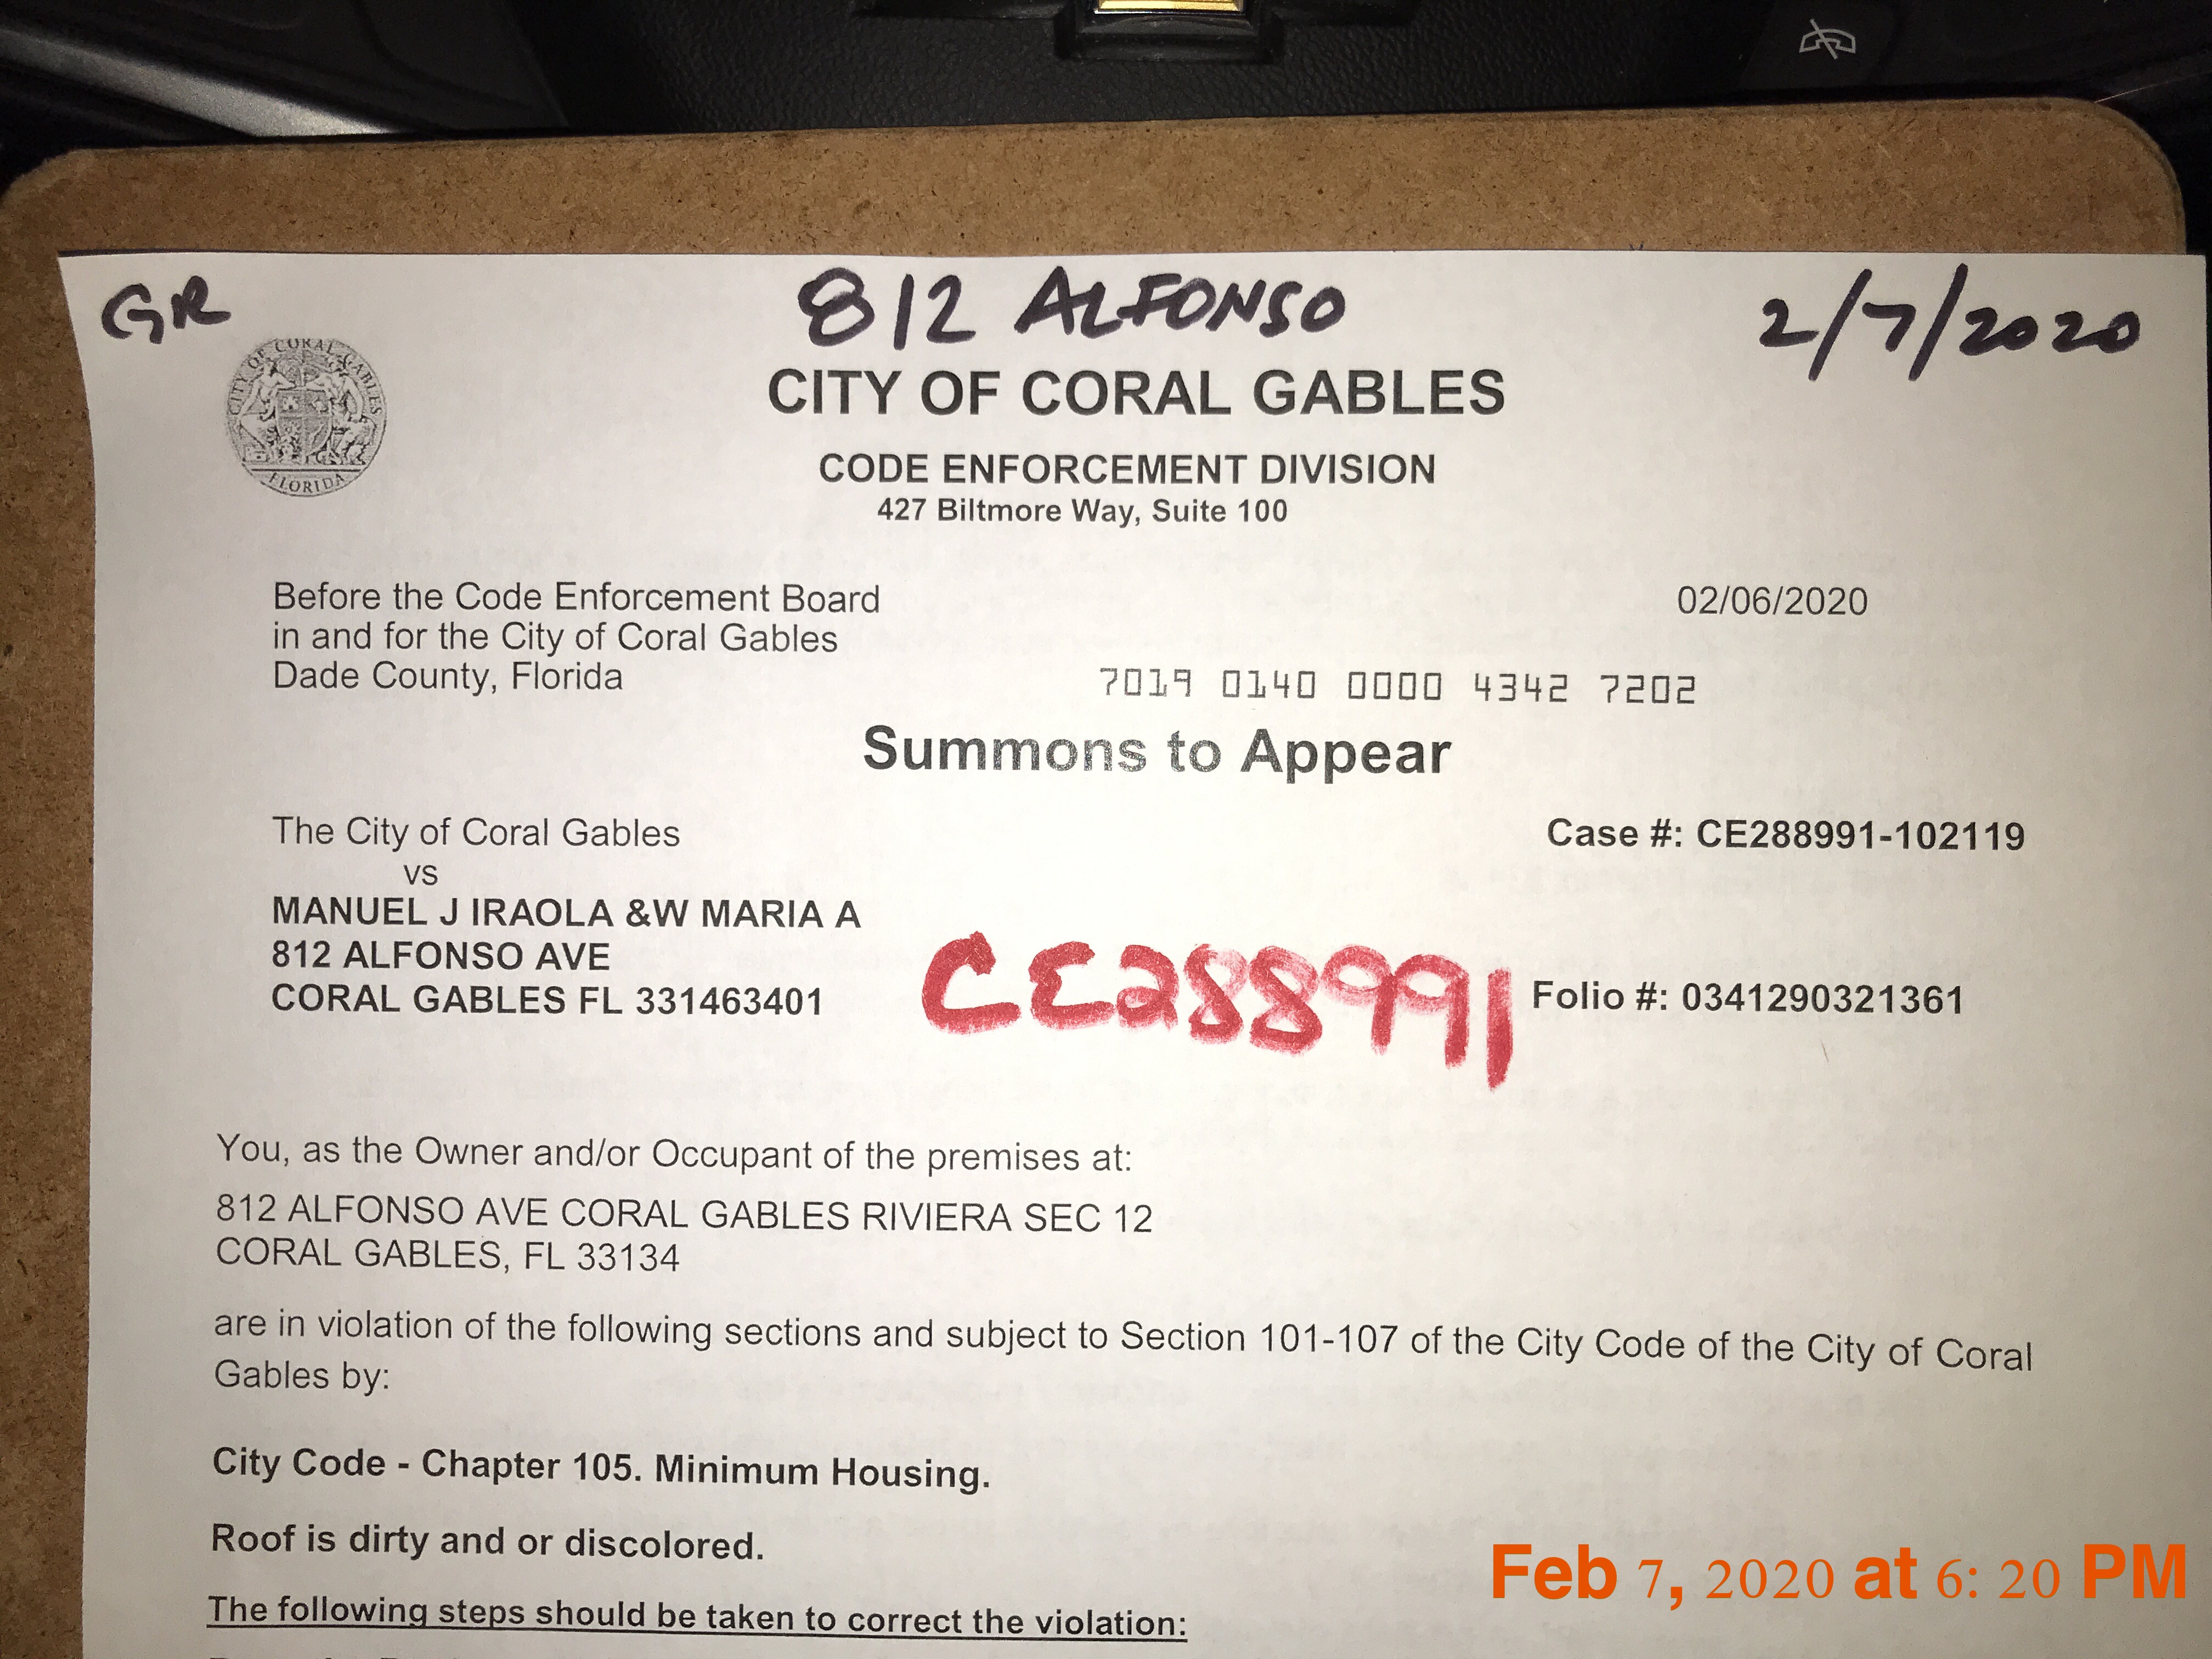 GR
812 ALFONSO
2/7/2020
CITY OF CORAL GABLES
FLORIDA
CITY OF CORAL GABLES
CODE ENFORCEMENT DIVISION
427 Biltmore Way, Suite 100
Before the Code Enforcement Board
02/06/2020
in and for the City of Coral Gables
Dade County, Florida
7019 0140 0000 4342 7202
Summons to Appear
The City of Coral Gables
Case #: CE288991-102119
vs
MANUEL J IRAOLA &W MARIA A
812 ALFONSO AVE
CORAL GABLES FL 331463401
CE288991
Folio #: 0341290321361
You, as the Owner and/or Occupant of the premises at:
812 ALFONSO AVE CORAL GABLES RIVIERA SEC 12
CORAL GABLES, FL 33134
are in violation of the following sections and subject to Section 101-107 of the City Code of the City of Coral
Gables by:
City Code - Chapter 105. Minimum Housing.
Roof is dirty and or discolored.
The following steps should be taken to correct the violation:
Feb 7, 2020 at 6: 20 PM